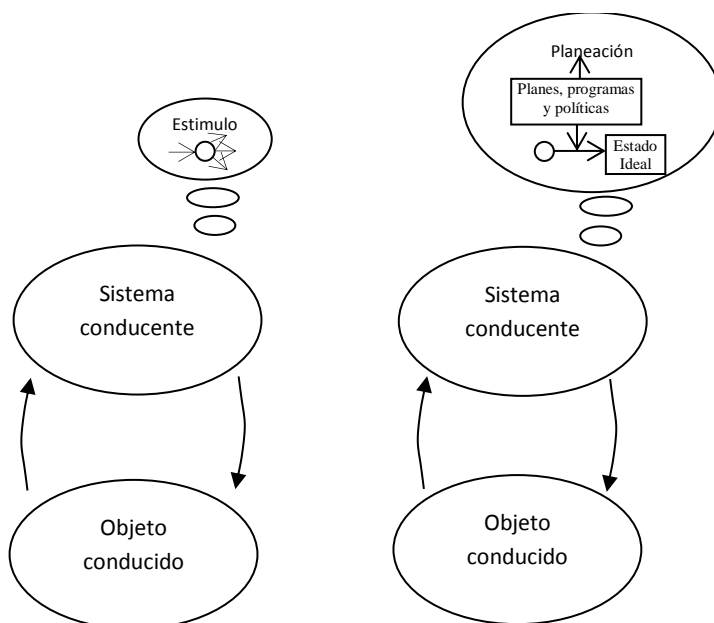 Estimulo
Sistema
conducente
Objeto
conducido
Planeación
Planes, programas
y políticas
Estado
Ideal
Sistema
conducente
Objeto
conducido